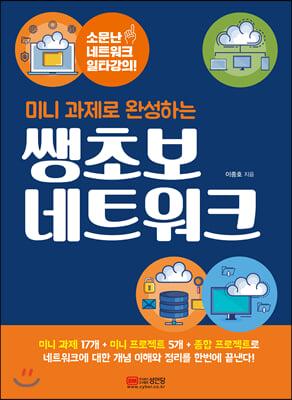 소문난
네트워크
일타강의!
미니 과제로 완성하는
쌩초보
이종호 지음
네트워크
미니 과제 17개 + 미니 프로젝트 5개 + 종합 프로젝트로
네트워크에 대한 개념 이해와 정리를 한번에 끝낸다!
성안당
www.cyber.co.kr